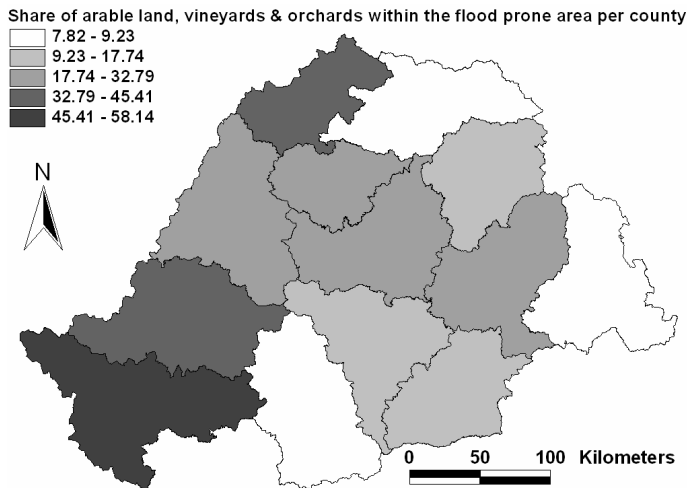 Share of arable land, vineyards & orchards within the flood prone area per county
7.82 - 9.23
9.23 - 17.74
17.74 - 32.79
32.79 - 45.41
45.41 - 58.14
N
0 50 100 Kilometers